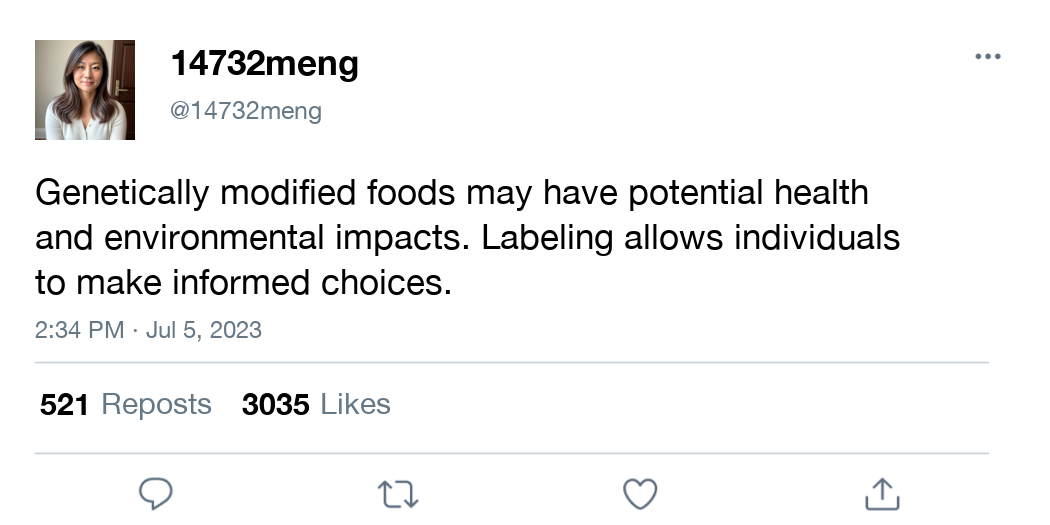 14732meng
@14732meng
Genetically modified foods may have potential health
and environmental impacts. Labeling allows individuals
to make informed choices.
2:34 PM · Jul 5, 2023
521 Reposts 3035 Likes